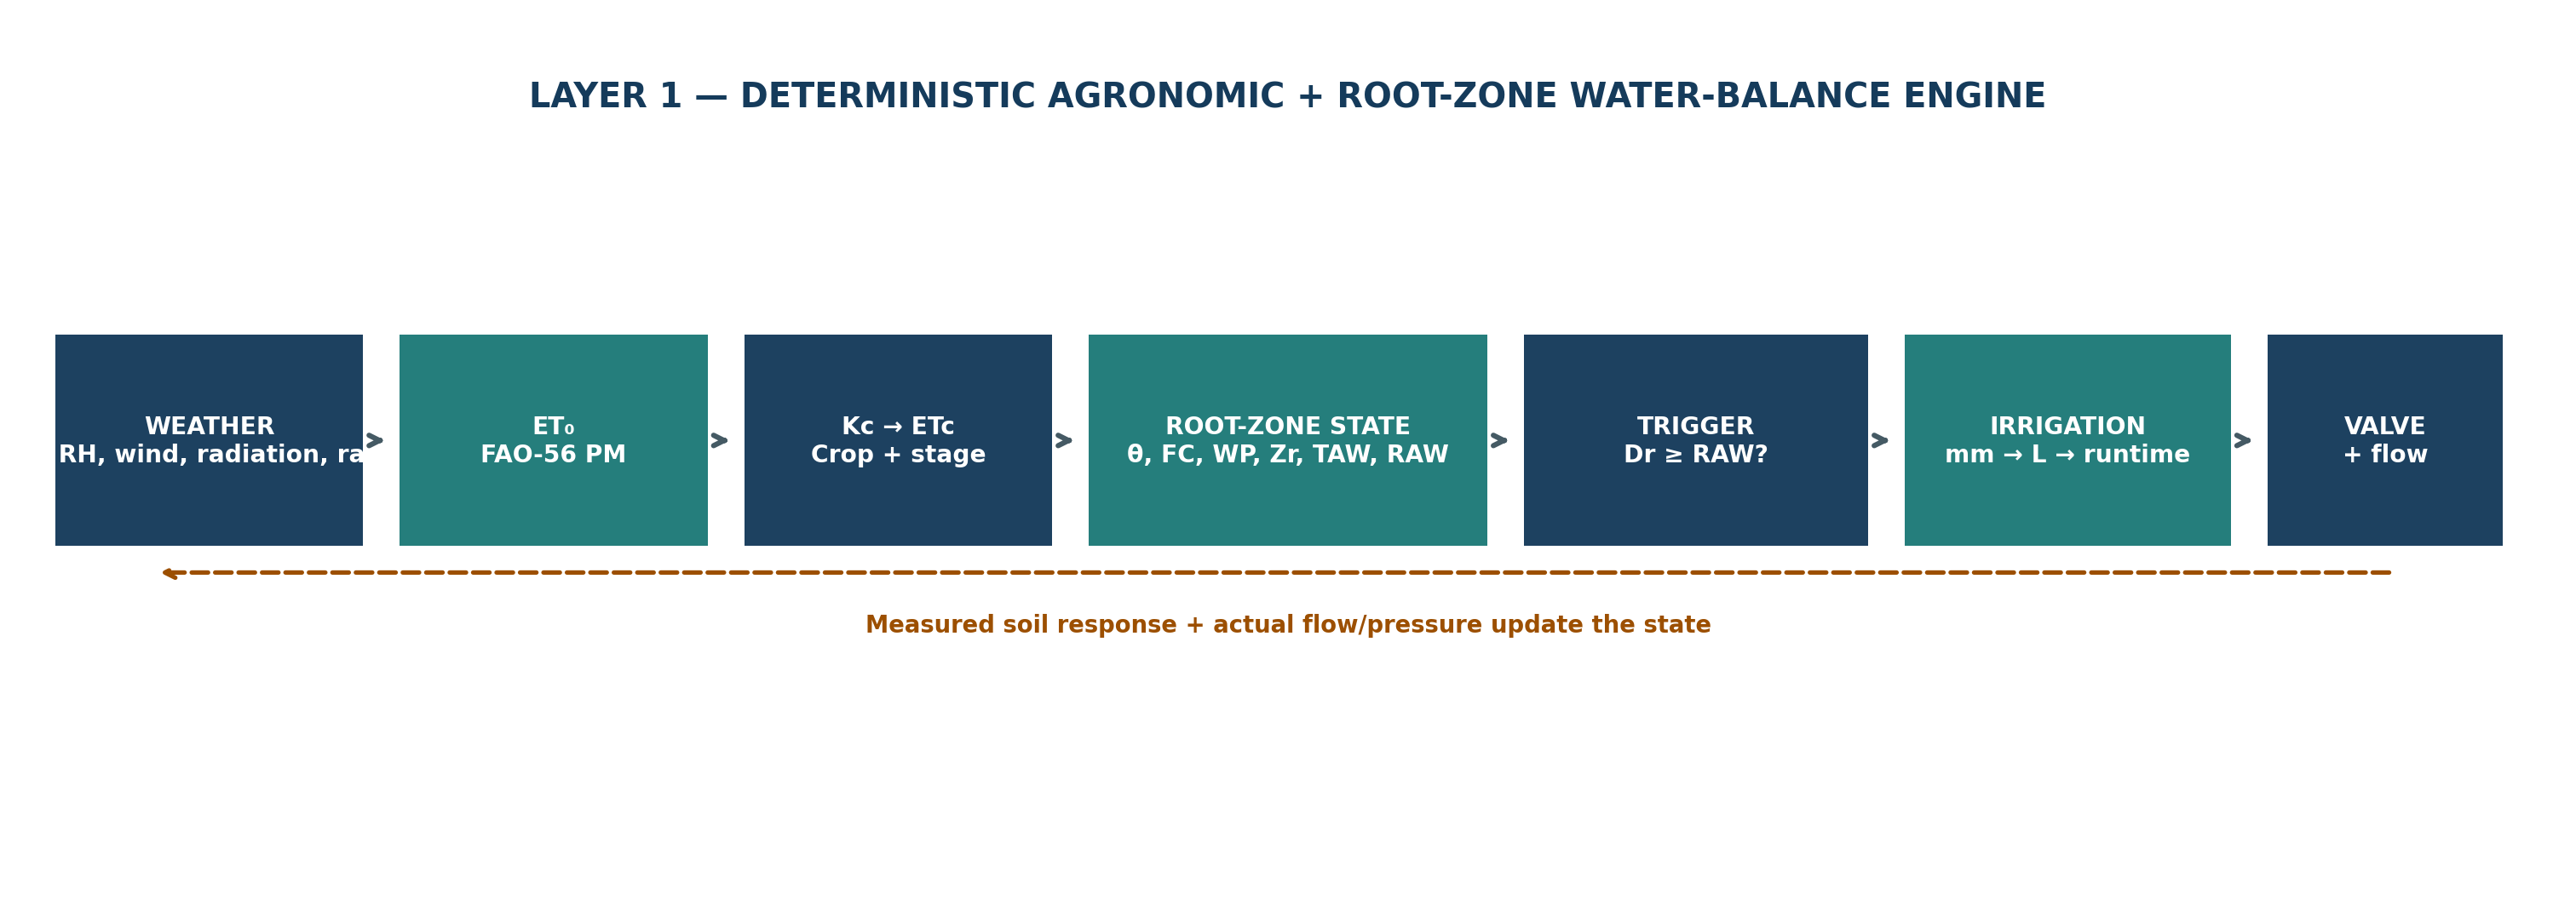 LAYER 1 — DETERMINISTIC AGRONOMIC + ROOT-ZONE WATER-BALANCE ENGINE
WEATHER
RH, wind, radiation, ra
ET₀
FAO-56 PM
Kc → ETc
Crop + stage
ROOT-ZONE STATE
θ, FC, WP, Zr, TAW, RAW
TRIGGER
Dr ≥ RAW?
IRRIGATION
mm → L → runtime
VALVE
+ flow
Measured soil response + actual flow/pressure update the state